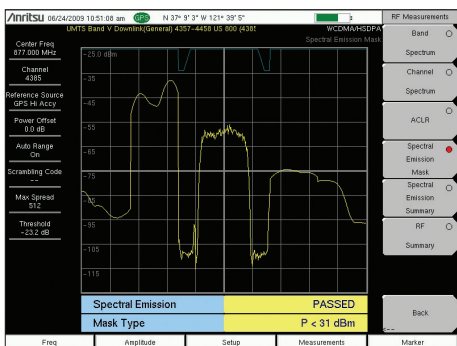 Anritsu 06/24/2009 10:51:08 am GPS N 37° 9' 3" W 121° 39' 5"
RF Measurements
UMTS Band V Downlink(General) 4357-4458 US 800 (4385
WCDMA/HSDPA
Spectral Emission Mask
Center Freq
877.000 MHz
Channel
4385
Reference Source
GPS Hi Accy
Power Offset
0.0 dB
Auto Range
On
Scrambling Code
--
Max Spread
512
Threshold
-23.2 dB
-25.0 dBm
-35
-45
-55
-65
-75
-85
-95
-105
-115
Spectral Emission PASSED
Mask Type P < 31 dBm
Band
Spectrum
Channel
Spectrum
ACLR
Spectral
Emission
Mask
Spectral
Emission
Summary
RF
Summary
Back
<--
Freq Amplitude Setup Measurements Marker